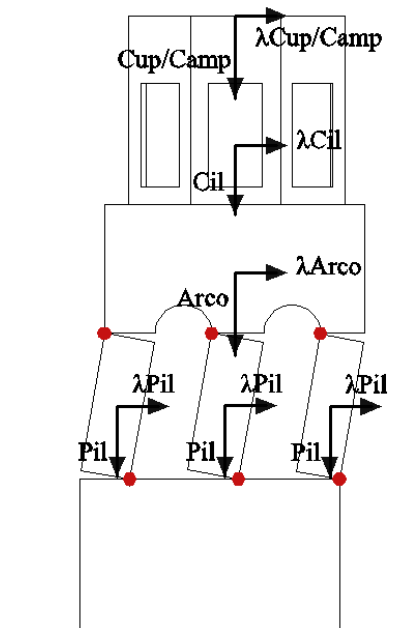 λCup/Camp
Cup/Camp
λCil
Cil
λArco
Arco
λPil
λPil
λPil
Pil
Pil
Pil